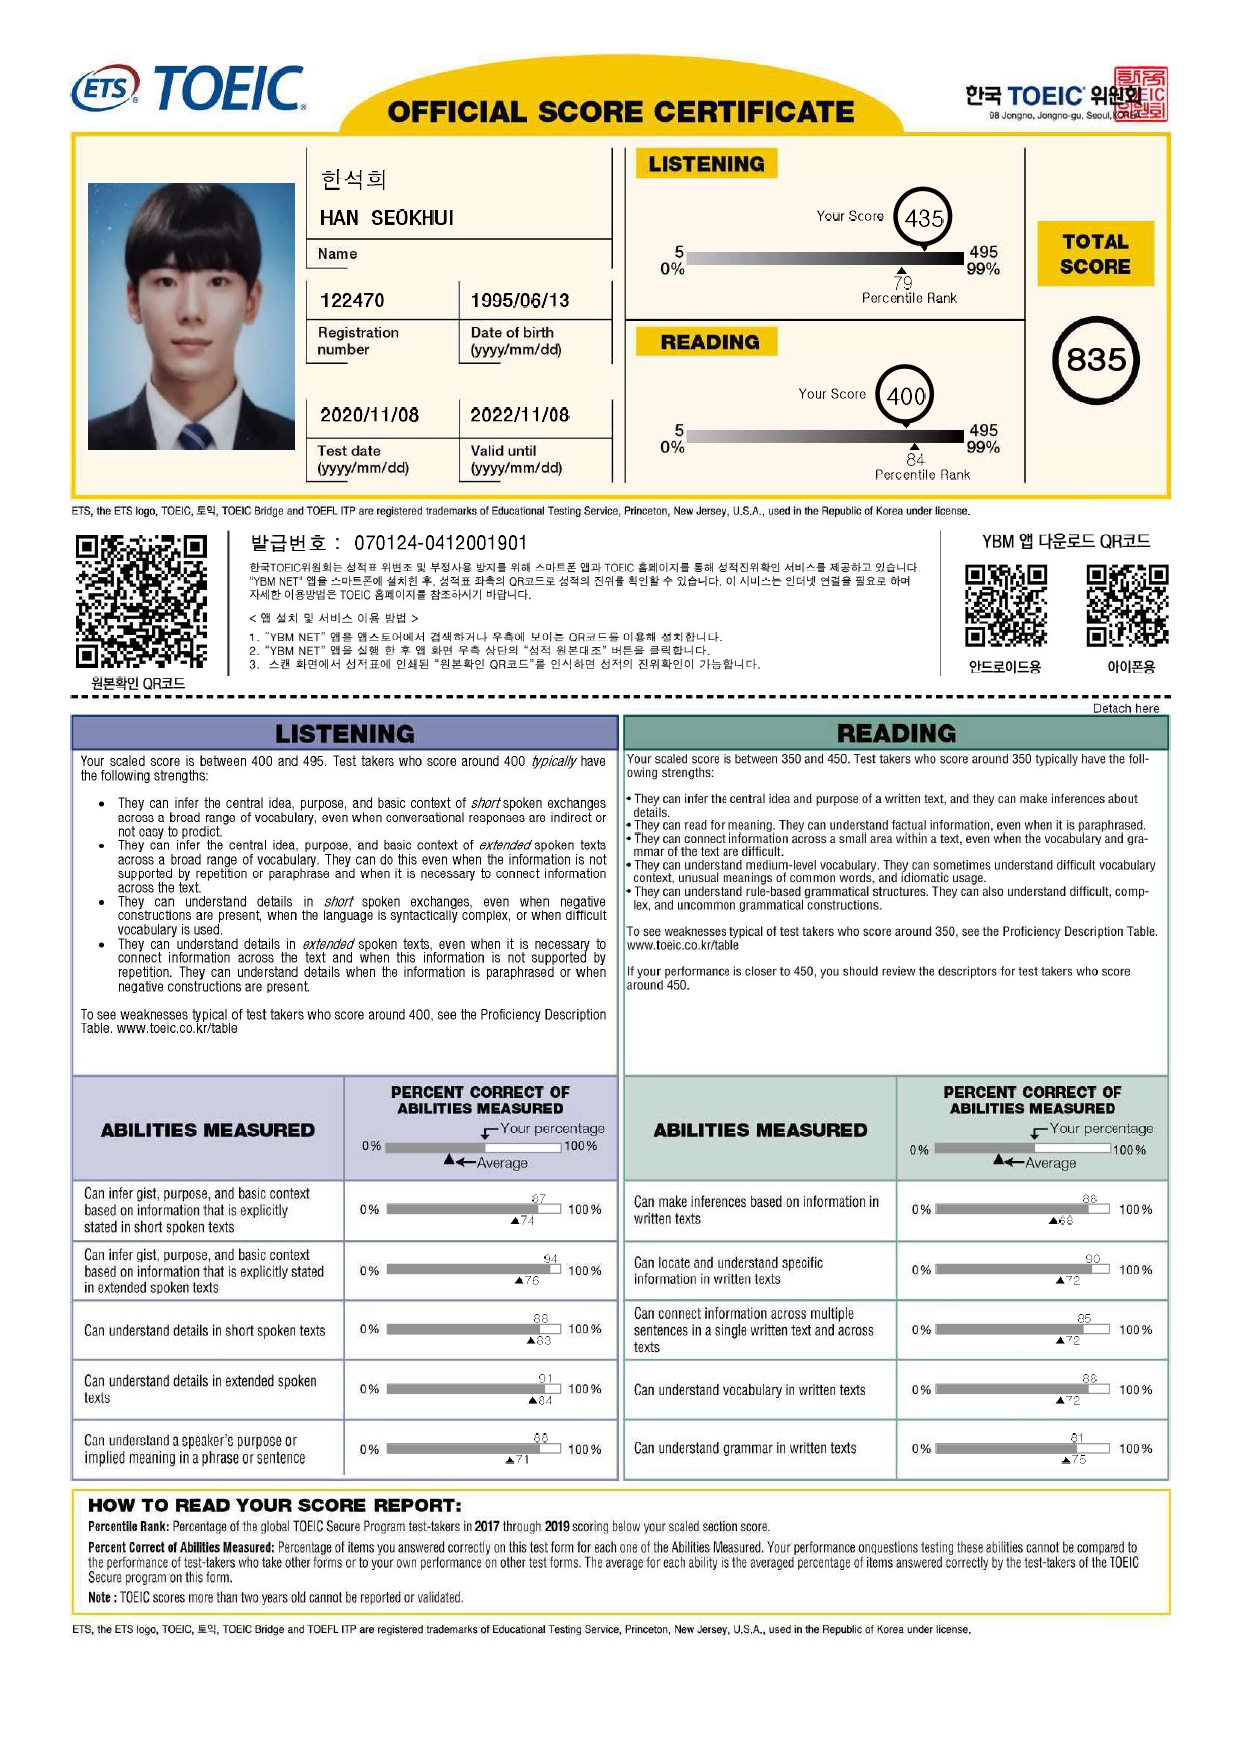 ETS TOEIC
OFFICIAL SCORE CERTIFICATE
한국 TOEIC 위원회
98 Jongno, Jongno-gu, Seoul, KOREA
한석희
HAN SEOKHUI
Name
122470
1995/06/13
Registration number
Date of birth (yyyy/mm/dd)
2020/11/08
2022/11/08
Test date (yyyy/mm/dd)
Valid until (yyyy/mm/dd)
LISTENING
Your Score 435
5 495
0% 99%
79
Percentile Rank
READING
Your Score 400
5 495
0% 99%
84
Percentile Rank
TOTAL SCORE
835
ETS, the ETS logo, TOEIC, 토익, TOEIC Bridge and TOEFL ITP are registered trademarks of Educational Testing Service, Princeton, New Jersey, U.S.A., used in the Republic of Korea under license.
원본확인 QR코드
발급번호 : 070124-0412001901
한국TOEIC위원회는 성적표 위변조 및 부정사용 방지를 위해 스마트폰 앱과 TOEIC 홈페이지를 통해 성적진위확인 서비스를 제공하고 있습니다.
"YBM NET" 앱을 스마트폰에 설치한 후, 성적표 좌측의 QR코드로 성적의 진위를 확인할 수 있습니다. 이 서비스는 인터넷 연결을 필요로 하며
자세한 이용방법은 TOEIC 홈페이지를 참조하시기 바랍니다.
< 앱 설치 및 서비스 이용 방법 >
1. "YBM NET" 앱을 앱스토어에서 검색하거나 우측에 보이는 QR코드를 이용해 설치합니다.
2. "YBM NET" 앱을 실행 한 후 앱 화면 우측 상단의 "성적 원본대조" 버튼을 클릭합니다.
3. 스캔 화면에서 성적표에 인쇄된 "원본확인 QR코드"를 인식하면 성적의 진위확인이 가능합니다.
YBM 앱 다운로드 QR코드
안드로이드용
아이폰용
Detach here
LISTENING
Your scaled score is between 400 and 495. Test takers who score around 400 typically have
the following strengths:
• They can infer the central idea, purpose, and basic context of short spoken exchanges
across a broad range of vocabulary, even when conversational responses are indirect or
not easy to predict.
• They can infer the central idea, purpose, and basic context of extended spoken texts
across a broad range of vocabulary. They can do this even when the information is not
supported by repetition or paraphrase and when it is necessary to connect information
across the text.
• They can understand details in short spoken exchanges, even when negative
constructions are present, when the language is syntactically complex, or when difficult
vocabulary is used.
• They can understand details in extended spoken texts, even when it is necessary to
connect information across the text and when this information is not supported by
repetition. They can understand details when the information is paraphrased or when
negative constructions are present.
To see weaknesses typical of test takers who score around 400, see the Proficiency Description
Table. www.toeic.co.kr/table
READING
Your scaled score is between 350 and 450. Test takers who score around 350 typically have the foll-
owing strengths:
• They can infer the central idea and purpose of a written text, and they can make inferences about
details.
• They can read for meaning. They can understand factual information, even when it is paraphrased.
• They can connect information across a small area within a text, even when the vocabulary and gra-
mmar of the text are difficult.
• They can understand medium-level vocabulary. They can sometimes understand difficult vocabulary
context, unusual meanings of common words, and idiomatic usage.
• They can understand rule-based grammatical structures. They can also understand difficult, comp-
lex, and uncommon grammatical constructions.
To see weaknesses typical of test takers who score around 350, see the Proficiency Description Table.
www.toeic.co.kr/table
If your performance is closer to 450, you should review the descriptors for test takers who score
around 450.
ABILITIES MEASURED
PERCENT CORRECT OF
ABILITIES MEASURED
Your percentage
0% 100%
Average
Can infer gist, purpose, and basic context
based on information that is explicitly
stated in short spoken texts
0% 87 100%
74
Can infer gist, purpose, and basic context
based on information that is explicitly stated
in extended spoken texts
0% 94 100%
76
Can understand details in short spoken texts
0% 88 100%
83
Can understand details in extended spoken
texts
0% 91 100%
84
Can understand a speaker's purpose or
implied meaning in a phrase or sentence
0% 88 100%
71
ABILITIES MEASURED
PERCENT CORRECT OF
ABILITIES MEASURED
Your percentage
0% 100%
Average
Can make inferences based on information in
written texts
0% 88 100%
68
Can locate and understand specific
information in written texts
0% 90 100%
72
Can connect information across multiple
sentences in a single written text and across
texts
0% 85 100%
72
Can understand vocabulary in written texts
0% 88 100%
72
Can understand grammar in written texts
0% 81 100%
75
HOW TO READ YOUR SCORE REPORT:
Percentile Rank: Percentage of the global TOEIC Secure Program test-takers in 2017 through 2019 scoring below your scaled section score.
Percent Correct of Abilities Measured: Percentage of items you answered correctly on this test form for each one of the Abilities Measured. Your performance onquestions testing these abilities cannot be compared to
the performance of test-takers who take other forms or to your own performance on other test forms. The average for each ability is the averaged percentage of items answered correctly by the test-takers of the TOEIC
Secure program on this form.
Note : TOEIC scores more than two years old cannot be reported or validated.
ETS, the ETS logo, TOEIC, 토익, TOEIC Bridge and TOEFL ITP are registered trademarks of Educational Testing Service, Princeton, New Jersey, U.S.A., used in the Republic of Korea under license.